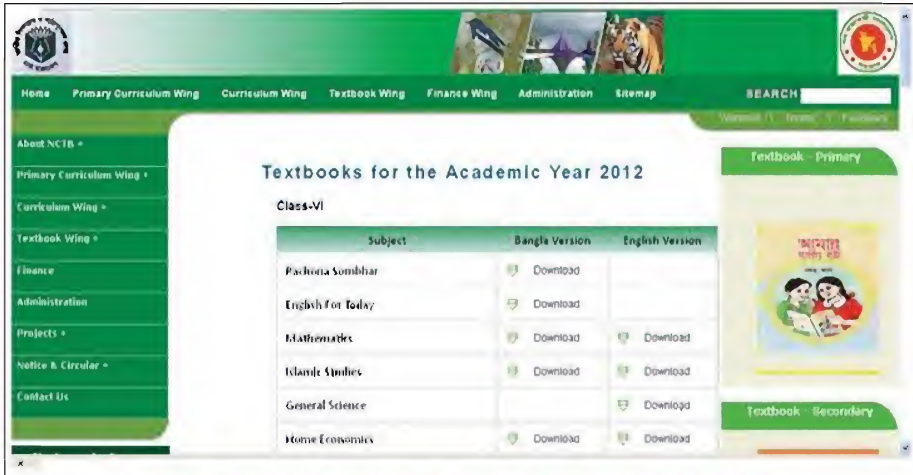 Home Primary Curriculum Wing Curriculum Wing Textbook Wing Finance Wing Administration Sitemap SEARCH
About NCTB +
Primary Curriculum Wing +
Curriculum Wing +
Textbook Wing +
Finance
Administration
Projects +
Notice & Circular +
Contact Us
Textbooks for the Academic Year 2012
Class-VI
Subject Bangla Version English Version
Rachona Sombhar Download
English For Today Download
Mathematics Download Download
Islamic Studies Download Download
General Science Download
Home Economics Download Download
Textbook - Primary
আমার
Textbook - Secondary